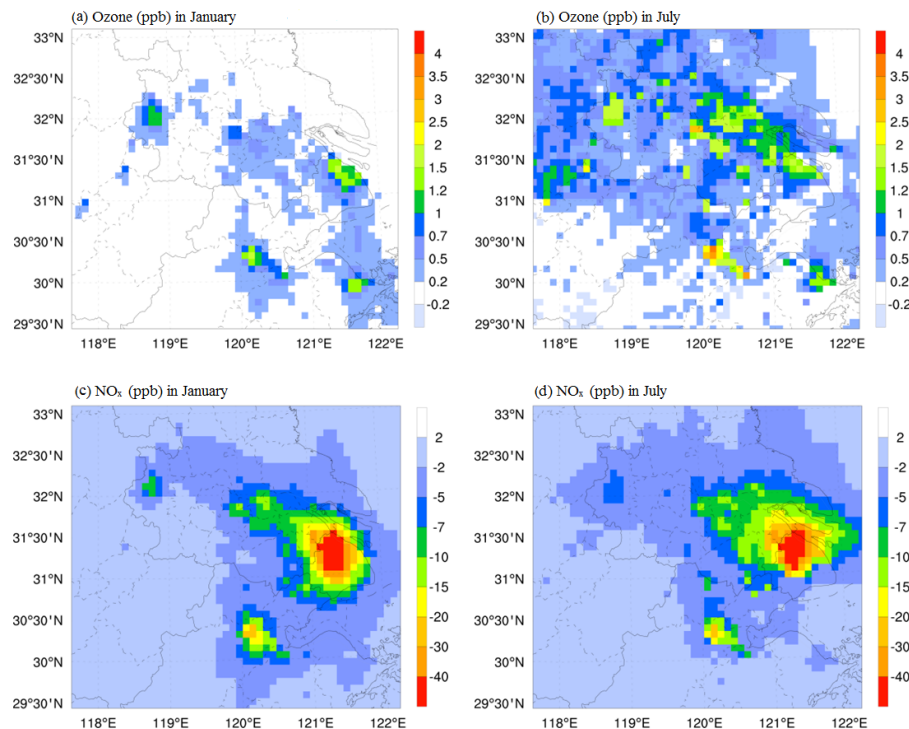 (a) Ozone (ppb) in January
33°N
32°30'N
32°N
31°30'N
31°N
30°30'N
30°N
29°30'N
118°E 119°E 120°E 121°E 122°E
4
3.5
3
2.5
2
1.5
1.2
1
0.7
0.5
0.2
-0.2
(b) Ozone (ppb) in July
33°N
32°30'N
32°N
31°30'N
31°N
30°30'N
30°N
29°30'N
118°E 119°E 120°E 121°E 122°E
4
3.5
3
2.5
2
1.5
1.2
1
0.7
0.5
0.2
-0.2
(c) NOₓ (ppb) in January
33°N
32°30'N
32°N
31°30'N
31°N
30°30'N
30°N
29°30'N
118°E 119°E 120°E 121°E 122°E
2
-2
-5
-7
-10
-15
-20
-30
-40
(d) NOₓ (ppb) in July
33°N
32°30'N
32°N
31°30'N
31°N
30°30'N
30°N
29°30'N
118°E 119°E 120°E 121°E 122°E
2
-2
-5
-7
-10
-15
-20
-30
-40